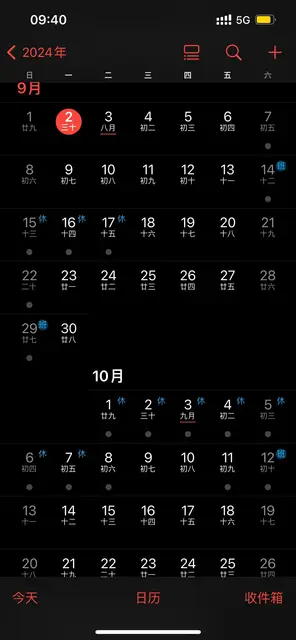 09:40 5G
2024年
日 一 二 三 四 五 六
9月
1 2 3 4 5 6 7
廿九 三十 八月 初二 初三 初四 初五
8 9 10 11 12 13 14 班
初六 初七 初八 初九 初十 十一 十二
15 休 16 休 17 休 18 19 20 21
十三 十四 十五 十六 十七 十八 十九
22 23 24 25 26 27 28
二十 廿一 廿二 廿三 廿四 廿五 廿六
29 班 30
廿七 廿八
10月
1 休 2 休 3 休 4 休 5 休
廿九 三十 九月 初二 初三
6 休 7 休 8 9 10 11 12 班
初四 初五 初六 初七 初八 初九 初十
13 14 15 16 17 18 19
十一 十二 十三 十四 十五 十六 十七
20 21 22 23 24 25 26
十八 十九 二十 廿一 廿二 廿三 廿四
今天 日历 收件箱